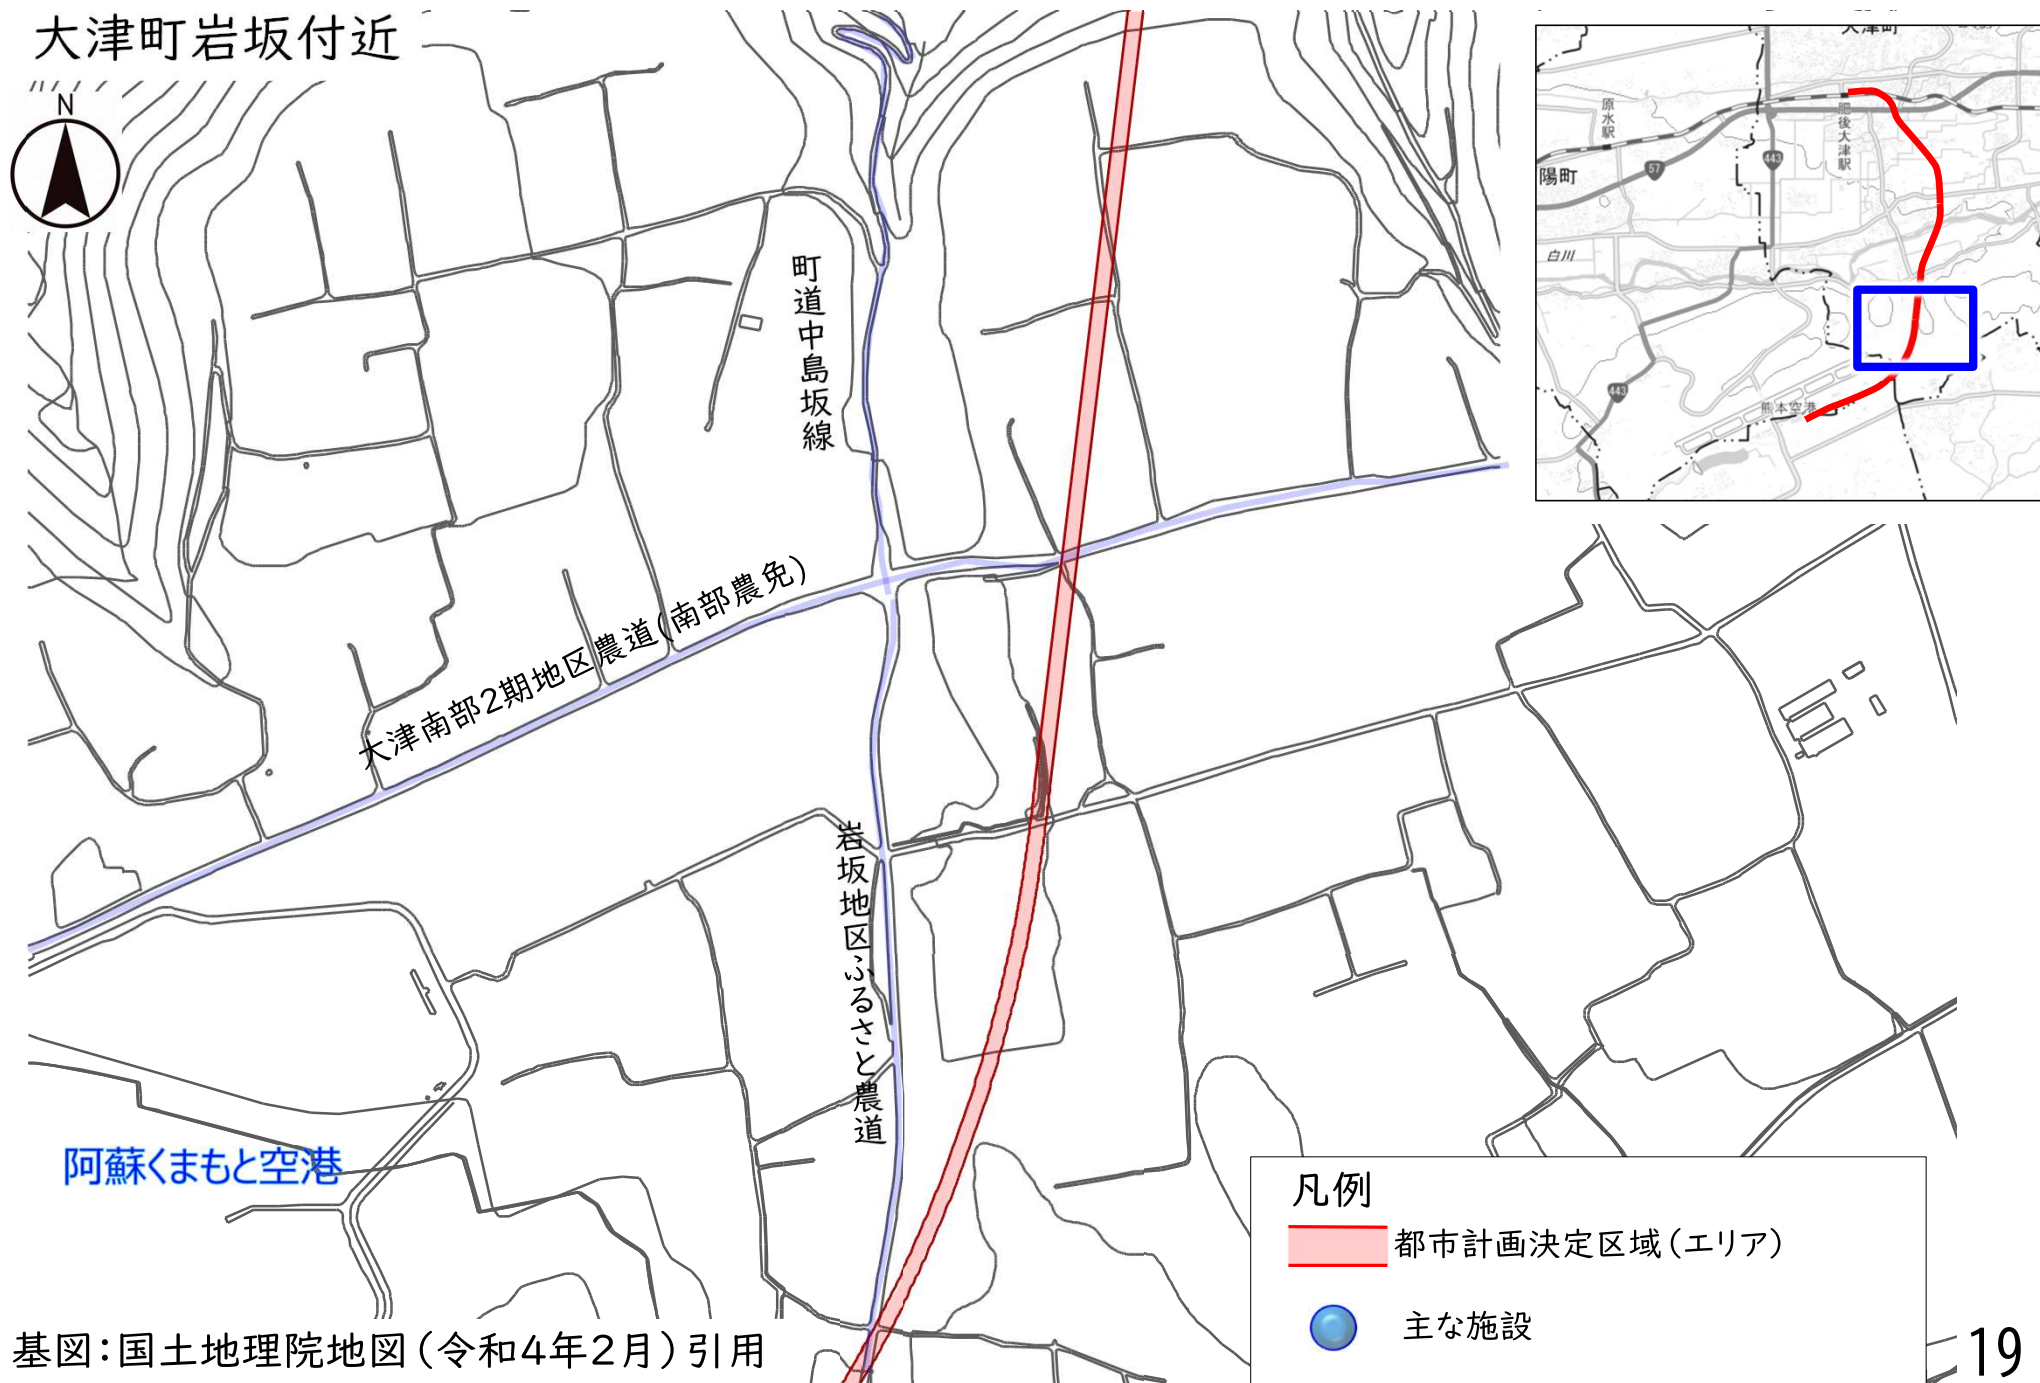 大津町岩坂付近
N
町道中島坂線
大津南部2期地区農道(南部農免)
岩坂地区ふるさと農道
阿蘇くまもと空港
大津町
原水駅
肥後大津駅
陽町
57
443
白川
443
熊本空港
凡例
都市計画決定区域(エリア)
主な施設
基図:国土地理院地図(令和4年2月)引用
19